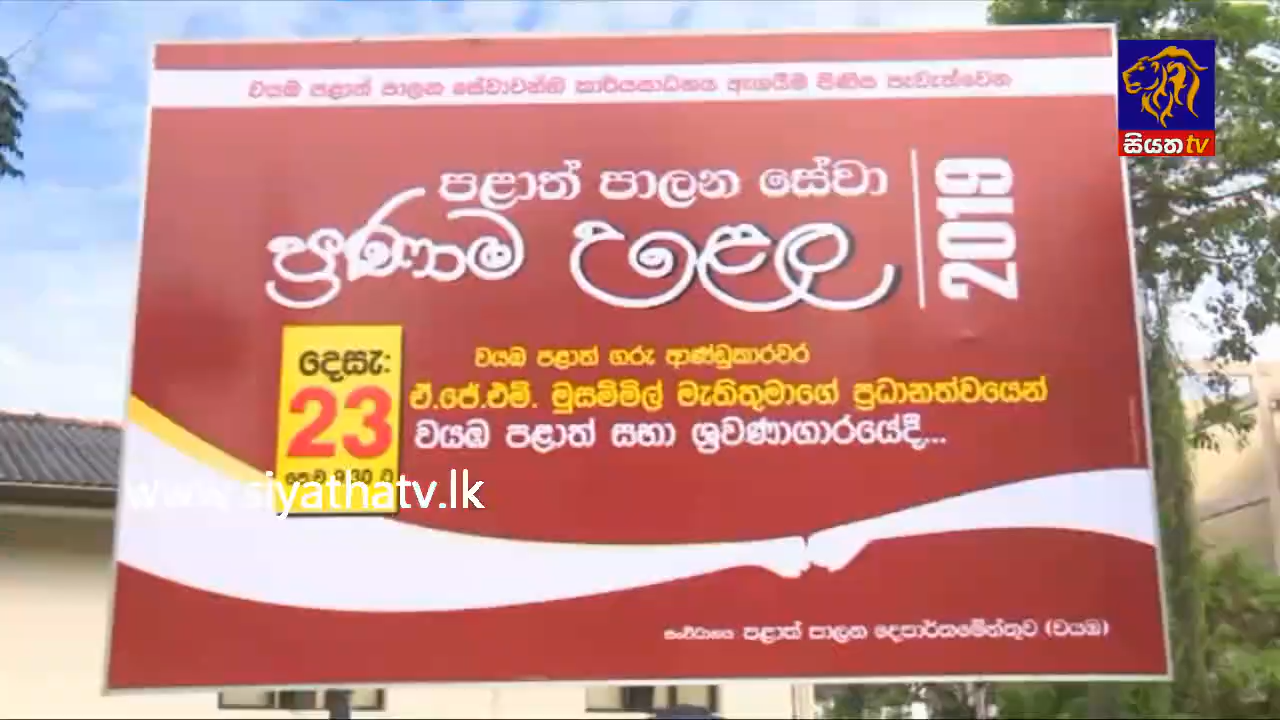 වයඹ පළාත් පාලන සේවාවන්හි කාර්යසාධනය ඇගයීම පිණිස පැවැත්වෙන
පළාත් පාලන සේවා
ප්‍රණාම උළෙල
2019
දෙසැ:
23
පෙ.ව 9.30 ට
වයඹ පළාත් ගරු ආණ්ඩුකාරවර
ඒ.ජේ.එම්. මුසම්මිල් මැතිතුමාගේ ප්‍රධානත්වයෙන්
වයඹ පළාත් සභා ශ්‍රවණාගාරයේදී...
සංවිධානය පළාත් පාලන දෙපාර්තමේන්තුව (වයඹ)
සියත tv
www.siyathatv.lk